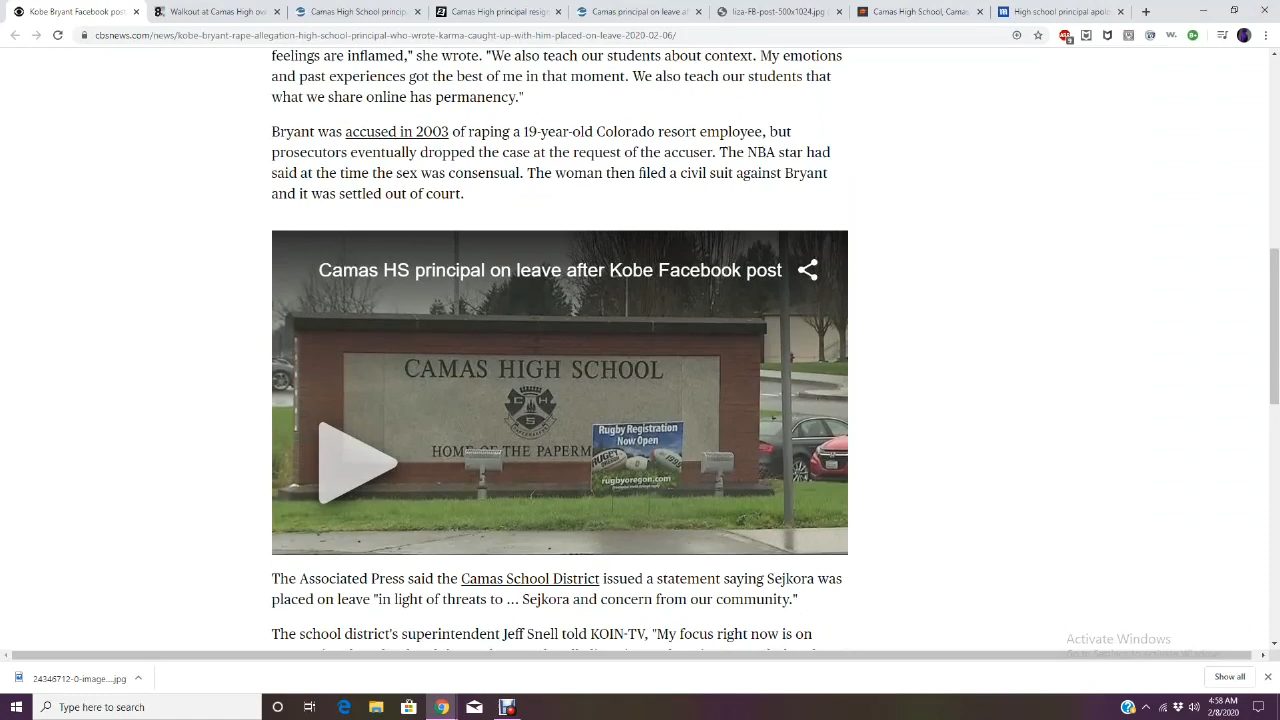 Kobe Bryant Facebook post
Walkout at Camas High ov
Camas High School princip
Camas High principal resig
Camas principal on leave af
liza-FB-post-500x1024.jpg
Camas High School, Camas
High school principal apolo
cbsnews.com/news/kobe-bryant-rape-allegation-high-school-principal-who-wrote-karma-caught-up-with-him-placed-on-leave-2020-02-06/
feelings are inflamed," she wrote. "We also teach our students about context. My emotions
and past experiences got the best of me in that moment. We also teach our students that
what we share online has permanency."
Bryant was accused in 2003 of raping a 19-year-old Colorado resort employee, but
prosecutors eventually dropped the case at the request of the accuser. The NBA star had
said at the time the sex was consensual. The woman then filed a civil suit against Bryant
and it was settled out of court.
Camas HS principal on leave after Kobe Facebook post
CAMAS HIGH SCHOOL
C H S
HOME OF THE PAPERM
Rugby Registration
Now Open
rugbyoregon.com
The Associated Press said the Camas School District issued a statement saying Sejkora was
placed on leave "in light of threats to ... Sejkora and concern from our community."
The school district's superintendent Jeff Snell told KOIN-TV, "My focus right now is on
Activate Windows
24346712-0-image....jpg
Show all
Type here to search
4:58 AM
2/8/2020